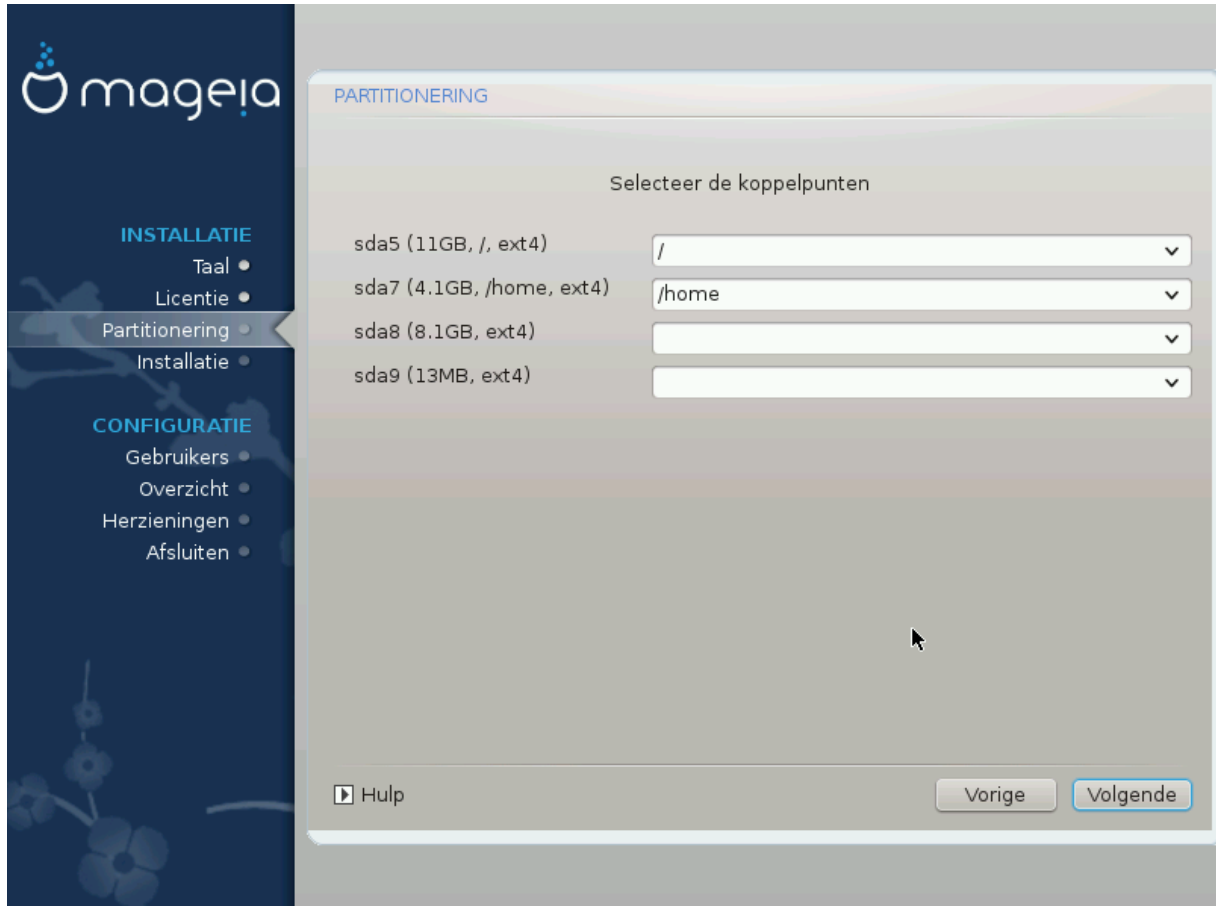 mageia
INSTALLATIE
Taal
Licentie
Partitionering
Installatie
CONFIGURATIE
Gebruikers
Overzicht
Herzieningen
Afsluiten
PARTITIONERING
Selecteer de koppelpunten
sda5 (11GB, /, ext4) /
sda7 (4.1GB, /home, ext4) /home
sda8 (8.1GB, ext4)
sda9 (13MB, ext4)
Hulp Vorige Volgende